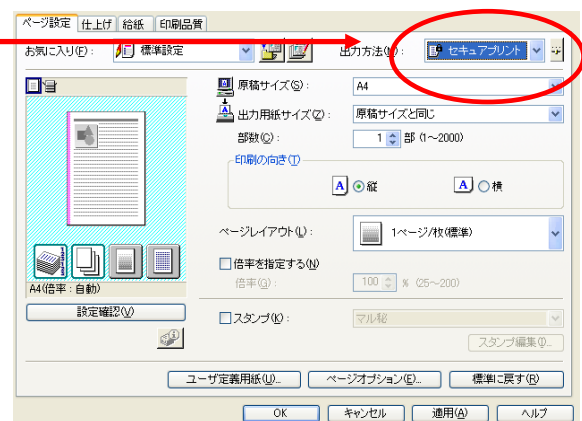 ページ設定 仕上げ 給紙 印刷品質
お気に入り(F): 標準設定 出力方法(M): セキュアプリント
原稿サイズ(S): A4
出力用紙サイズ(Z): 原稿サイズと同じ
部数(C): 1 部 (1～2000)
印刷の向き(T)
A 縦 A 横
ページレイアウト(L): 1ページ/枚(標準)
倍率を指定する(N)
倍率(G): 100 % (25～200)
A4(倍率:自動)
設定確認(V)
スタンプ(K): マル秘
スタンプ編集(I)...
ユーザ定義用紙(U)... ページオプション(E)... 標準に戻す(R)
OK キャンセル 適用(A) ヘルプ